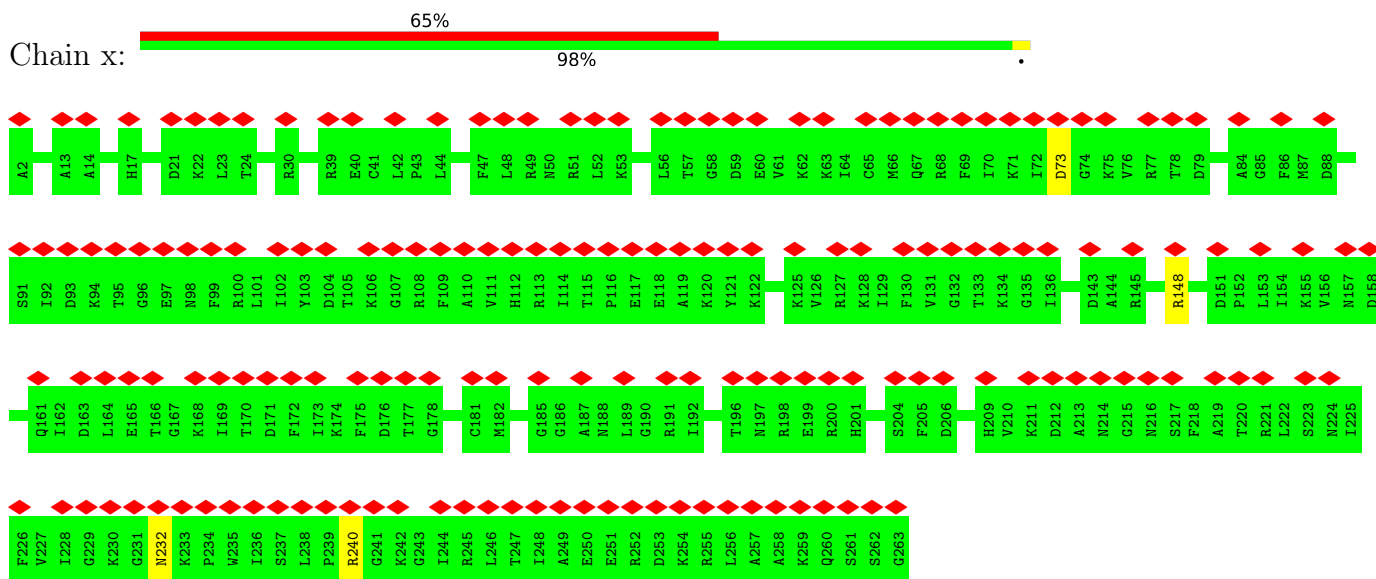 65%
Chain x:
98%
.
A2 A13 A14 H17 D21 K22 L23 T24 R30 R39 E40 C41 L42 P43 L44 F47 L48 R49 N50 R51 L52 K53 L56 T57 G58 D59 E60 V61 K62 K63 I64 C65 M66 Q67 R68 F69 I70 K71 I72 D73 G74 K75 V76 R77 T78 D79 A84 G85 F86 M87 D88
S91 I92 D93 K94 T95 G96 E97 N98 F99 R100 L101 I102 Y103 D104 T105 K106 G107 R108 F109 A110 V111 H112 R113 I114 T115 P116 E117 E118 A119 K120 Y121 K122 K125 V126 R127 K128 I129 F130 V131 G132 T133 K134 G135 I136 D143 A144 R145 R148 D151 P152 L153 I154 K155 V156 N157 D158
Q161 I162 D163 L164 E165 T166 G167 K168 I169 T170 D171 F172 I173 K174 F175 D176 T177 G178 C181 M182 G185 G186 A187 N188 L189 G190 R191 I192 T196 N197 R198 E199 R200 H201 S204 F205 D206 H209 V210 K211 D212 A213 N214 G215 N216 S217 F218 A219 T220 R221 L222 S223 N224 I225
F226 V227 I228 G229 K230 G231 N232 K233 P234 W235 I236 S237 L238 P239 R240 G241 K242 G243 I244 R245 L246 T247 I248 A249 E250 E251 R252 D253 K254 R255 L256 A257 A258 K259 Q260 S261 S262 G263